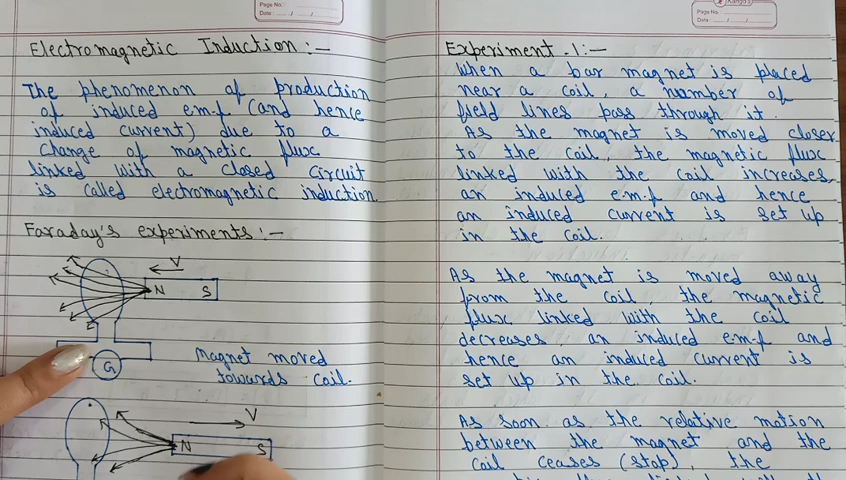 Page No.:
Date:
Electromagnetic Induction :-
The phenomenon of production
of induced e.m.f (and hence
induced current) due to a
change of magnetic flux
linked with a closed circuit
is called electromagnetic induction.
Faraday's experiments :-
V
N S
G
Magnet moved
towards coil.
V
N S
Page No.:
Date:
Experiment .1:-
When a bar magnet is placed
near a coil, a number of
field lines pass through it.
As the magnet is moved closer
to the coil, the magnetic flux
linked with the coil increases,
an induced e.m.f and hence
an induced current is set up
in the coil.
As the magnet is moved away
from the coil, the magnetic
flux linked with the coil
decreases, an induced e.m.f and
hence an induced current is
set up in the coil.
As soon as the relative motion
between the magnet and the
coil ceases (stop), the